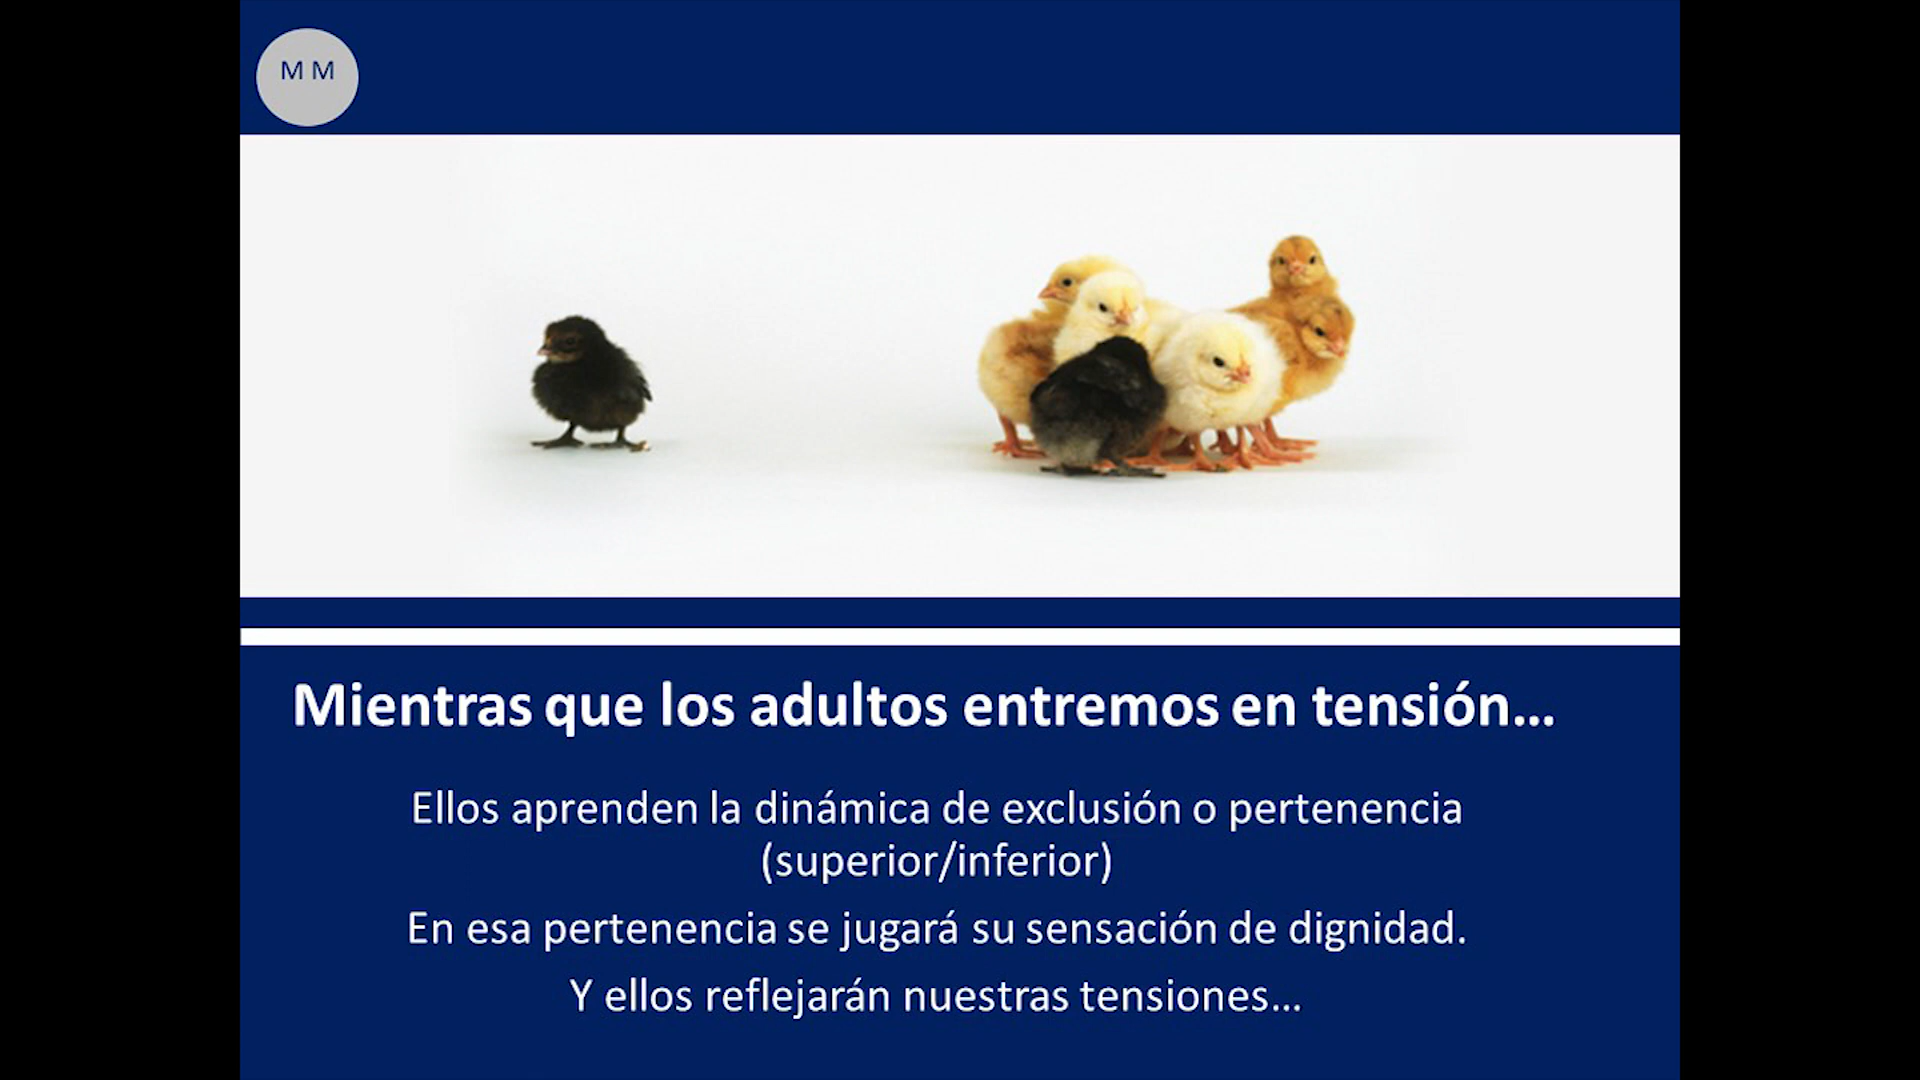 M M
Mientras que los adultos entremos en tensión...
Ellos aprenden la dinámica de exclusión o pertenencia
(superior/inferior)
En esa pertenencia se jugará su sensación de dignidad.
Y ellos reflejarán nuestras tensiones...